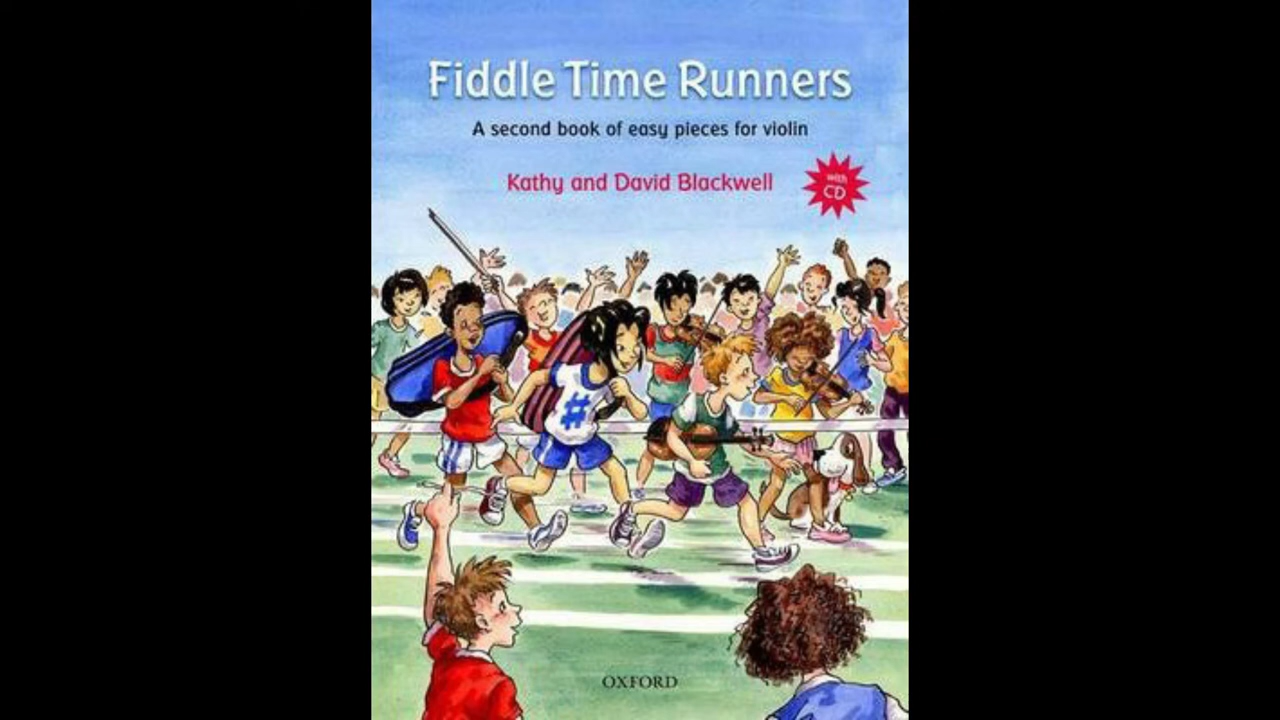 Fiddle Time Runners
A second book of easy pieces for violin
Kathy and David Blackwell
with
CD
#
OXFORD